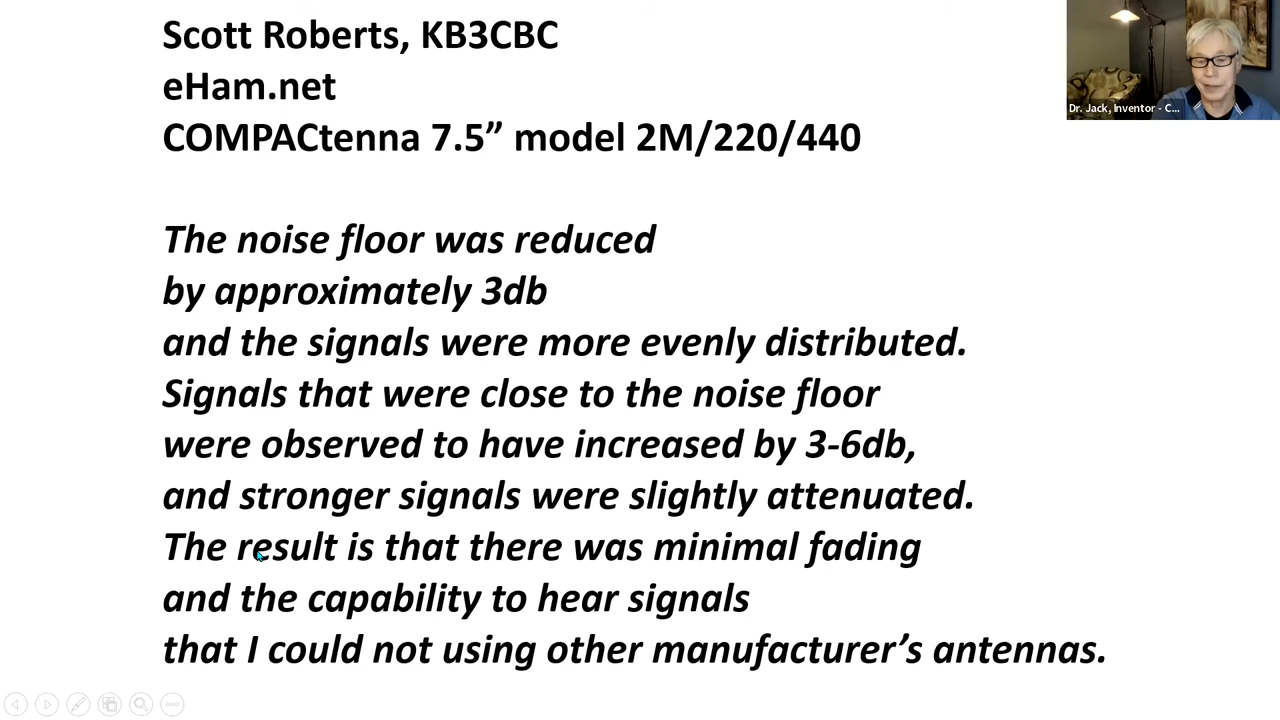 Scott Roberts, KB3CBC
eHam.net
COMPACtenna 7.5” model 2M/220/440
The noise floor was reduced
by approximately 3db
and the signals were more evenly distributed.
Signals that were close to the noise floor
were observed to have increased by 3-6db,
and stronger signals were slightly attenuated.
The result is that there was minimal fading
and the capability to hear signals
that I could not using other manufacturer’s antennas.
Dr. Jack, Inventor - C...